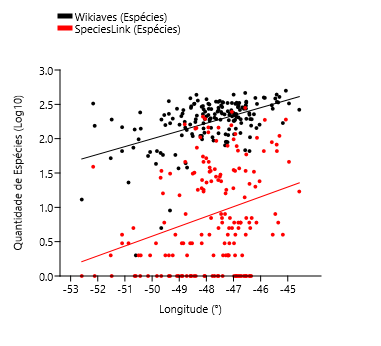 Wikiaves (Espécies)
SpeciesLink (Espécies)
Quantidade de Espécies (Log10)
3.0
2.5
2.0
1.5
1.0
0.5
0.0
-53 -52 -51 -50 -49 -48 -47 -46 -45
Longitude (°)